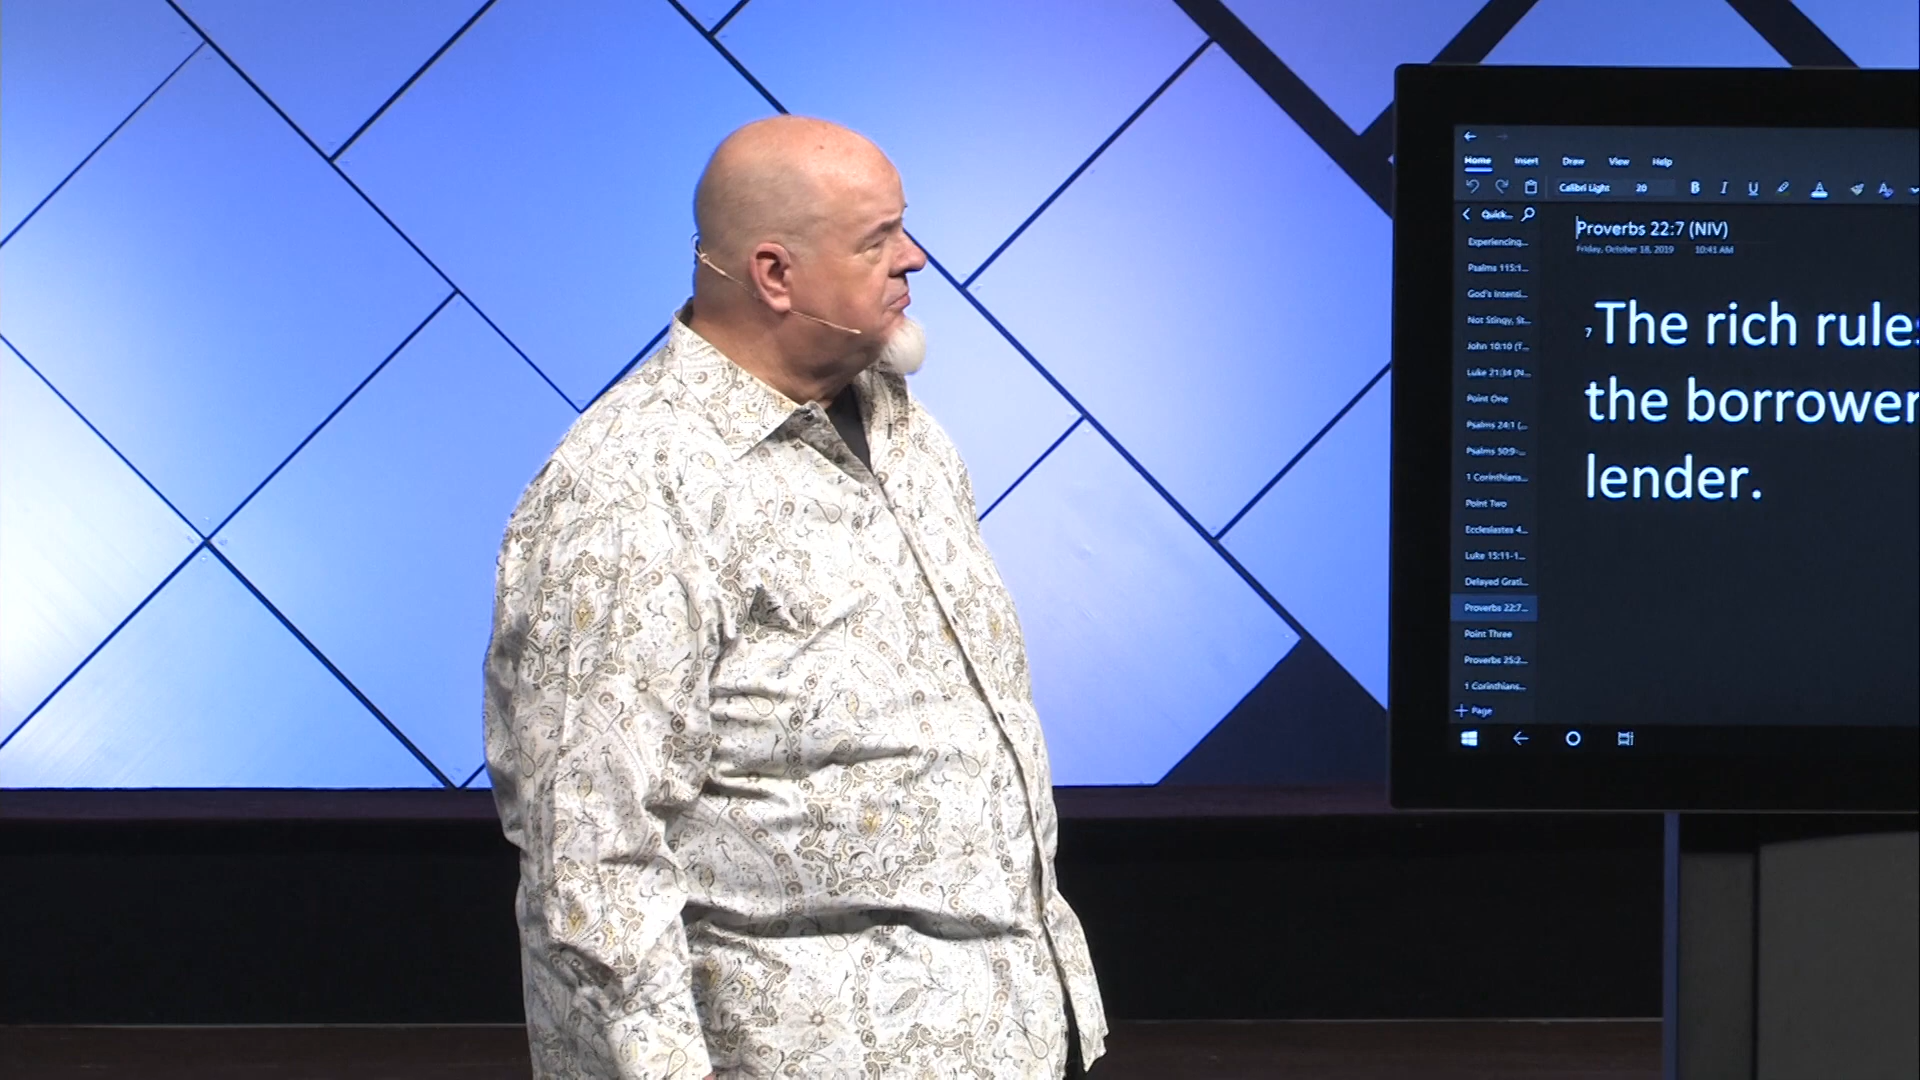 Home Insert Draw View Help
Calibri Light 20 B I U A A
Quick...
Experiencing...
Psalms 115:1...
God's Intenti...
Not Stingy, St...
John 10:10 (T...
Luke 21:34 (N...
Point One
Psalms 24:1 (...
Psalms 50:9-...
1 Corinthians...
Point Two
Ecclesiastes 4...
Luke 15:11-1...
Delayed Grati...
Proverbs 22:7...
Point Three
Proverbs 25:2...
1 Corinthians...
+ Page
Proverbs 22:7 (NIV)
Friday, October 18, 2019 10:41 AM
7 The rich rules
the borrower
lender.